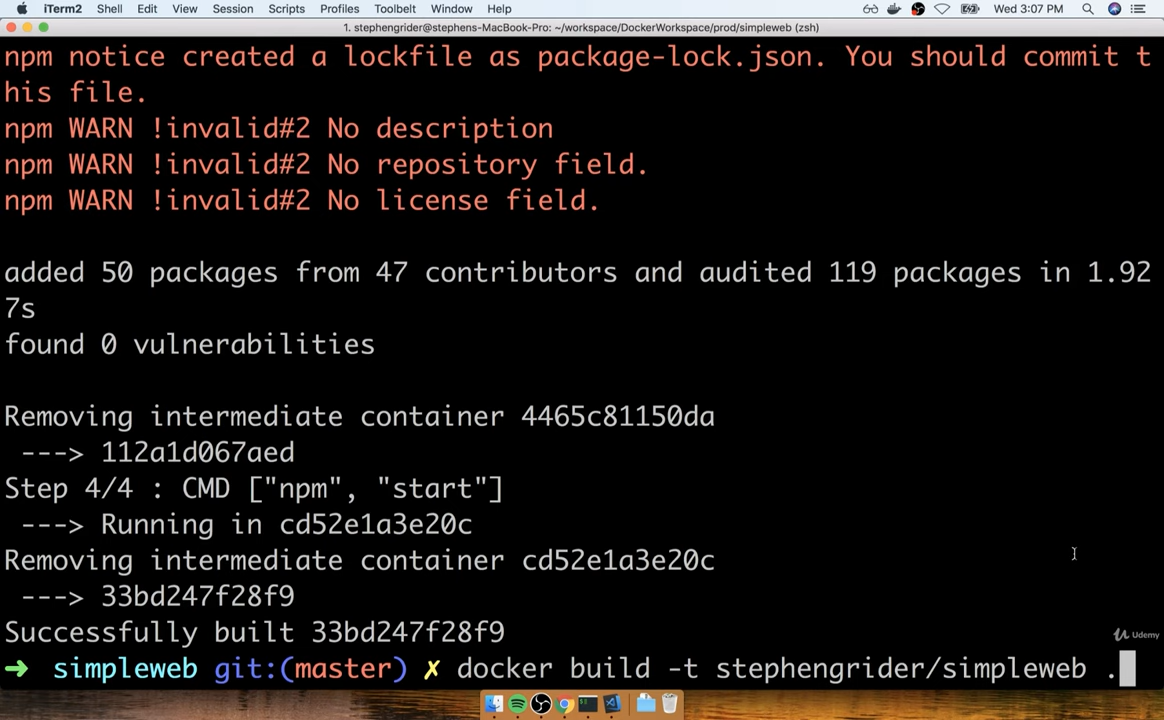 iTerm2 Shell Edit View Session Scripts Profiles Toolbelt Window Help Wed 3:07 PM
1. stephengrider@stephens-MacBook-Pro: ~/workspace/DockerWorkspace/prod/simpleweb (zsh)
npm notice created a lockfile as package-lock.json. You should commit t
his file.
npm WARN !invalid#2 No description
npm WARN !invalid#2 No repository field.
npm WARN !invalid#2 No license field.
added 50 packages from 47 contributors and audited 119 packages in 1.92
7s
found 0 vulnerabilities
Removing intermediate container 4465c81150da
---> 112a1d067aed
Step 4/4 : CMD ["npm", "start"]
---> Running in cd52e1a3e20c
Removing intermediate container cd52e1a3e20c
---> 33bd247f28f9
Successfully built 33bd247f28f9
➜ simpleweb git:(master) ✗ docker build -t stephengrider/simpleweb .
Udemy